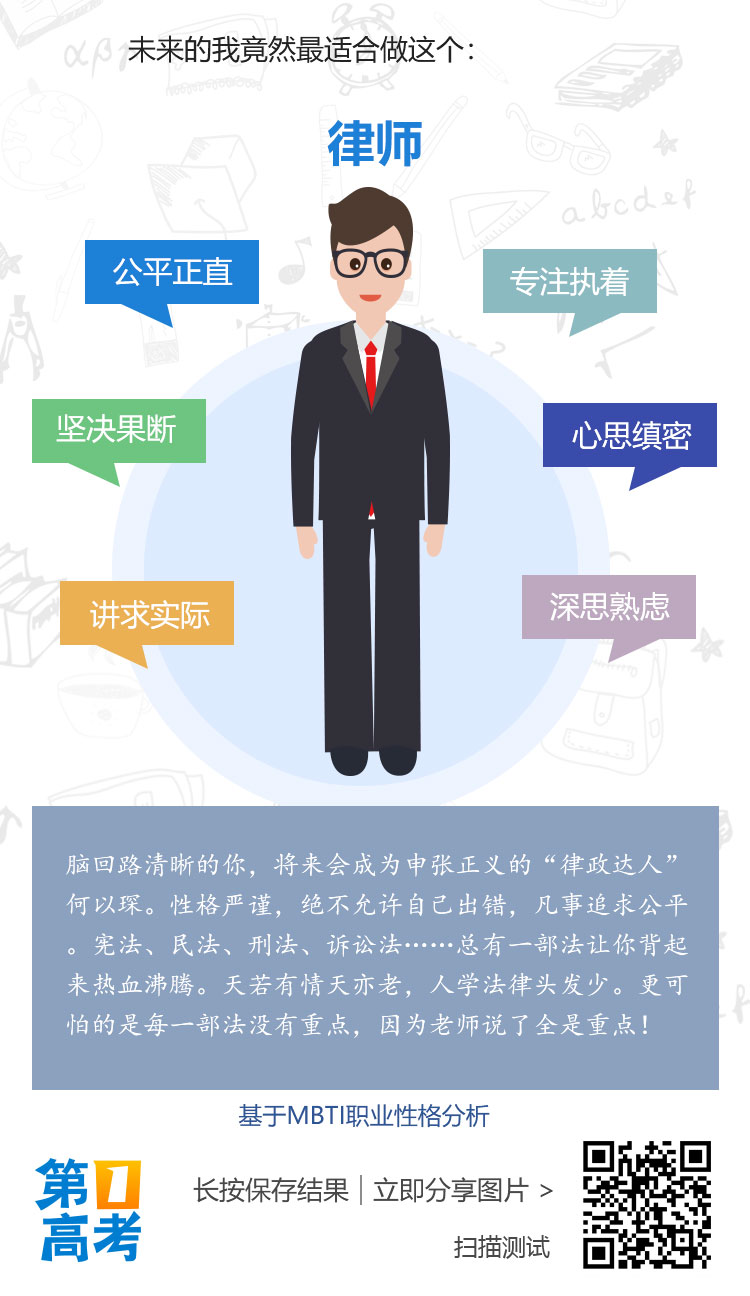 未来的我竟然最适合做这个：
律师
公平正直
专注执着
坚决果断
心思缜密
讲求实际
深思熟虑
脑回路清晰的你，将来会成为申张正义的“律政达人”
何以琛。性格严谨，绝不允许自己出错，凡事追求公平
。宪法、民法、刑法、诉讼法……总有一部法让你背起
来热血沸腾。天若有情天亦老，人学法律头发少。更可
怕的是每一部法没有重点，因为老师说了全是重点！
基于MBTI职业性格分析
第1
高考
长按保存结果｜立即分享图片 >
扫描测试
αβγ
abcdef